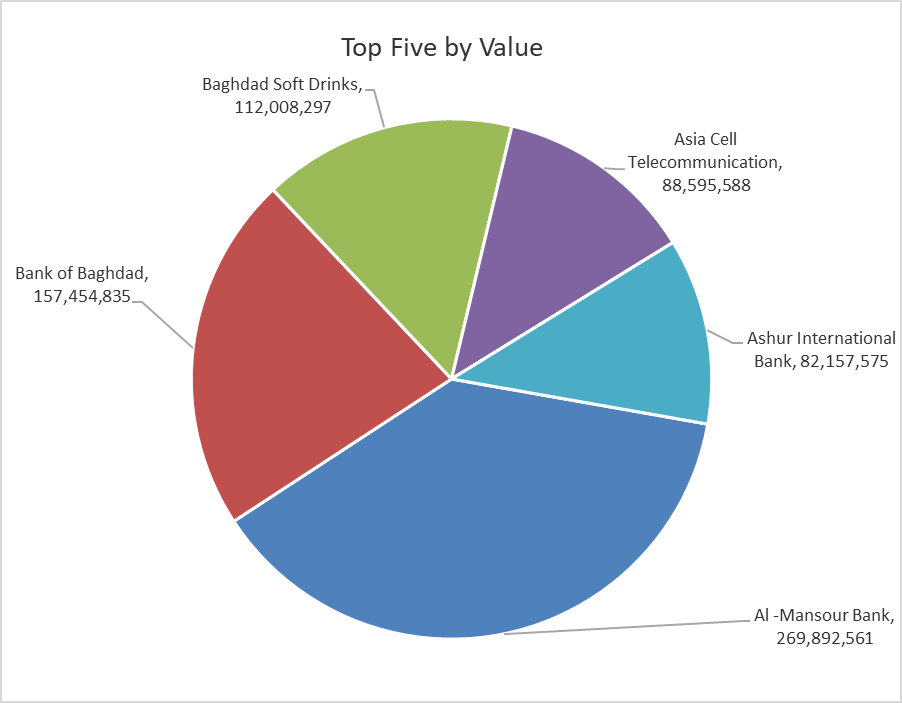 Top Five by Value
Baghdad Soft Drinks,
112,008,297
Asia Cell
Telecommunication,
88,595,588
Bank of Baghdad,
157,454,835
Ashur International
Bank, 82,157,575
Al -Mansour Bank,
269,892,561